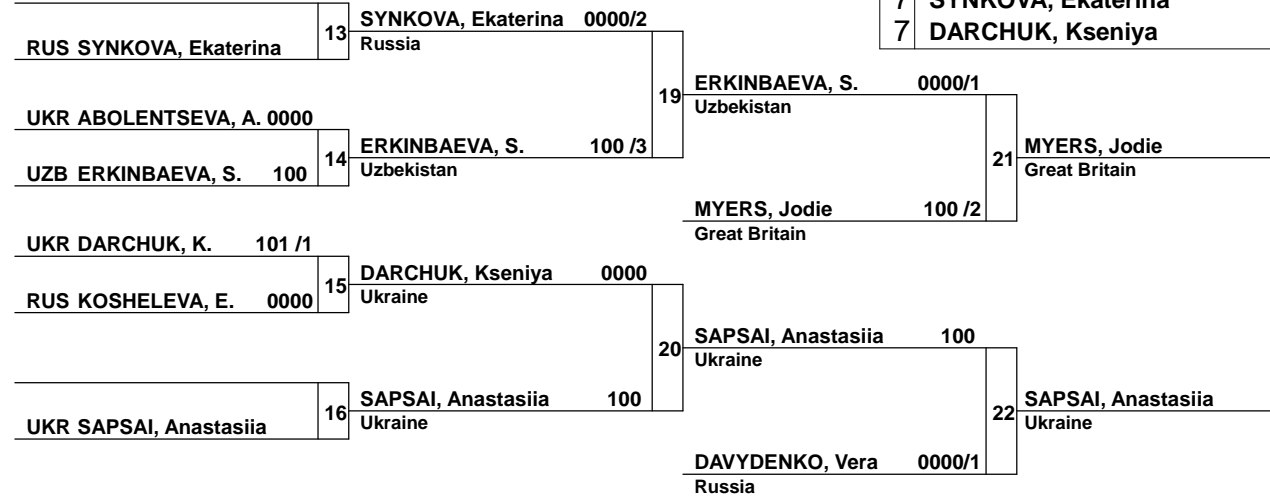 7 SYNKOVA, Ekaterina
7 DARCHUK, Kseniya
RUS SYNKOVA, Ekaterina
13
SYNKOVA, Ekaterina 0000/2
Russia
UKR ABOLENTSEVA, A. 0000
UZB ERKINBAEVA, S. 100
14
ERKINBAEVA, S. 100 /3
Uzbekistan
19
ERKINBAEVA, S. 0000/1
Uzbekistan
UKR DARCHUK, K. 101 /1
RUS KOSHELEVA, E. 0000
15
DARCHUK, Kseniya 0000
Ukraine
UKR SAPSAI, Anastasiia
16
SAPSAI, Anastasiia 100
Ukraine
20
SAPSAI, Anastasiia 100
Ukraine
MYERS, Jodie 100 /2
Great Britain
21
MYERS, Jodie
Great Britain
DAVYDENKO, Vera 0000/1
Russia
22
SAPSAI, Anastasiia
Ukraine